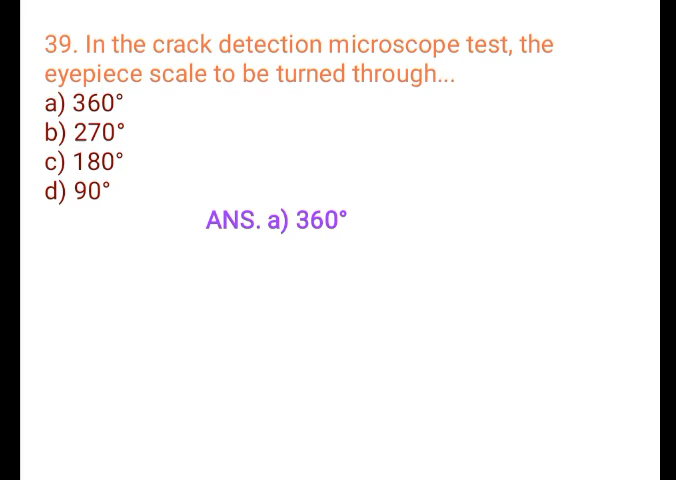 39. In the crack detection microscope test, the
eyepiece scale to be turned through...
a) 360°
b) 270°
c) 180°
d) 90°
ANS. a) 360°